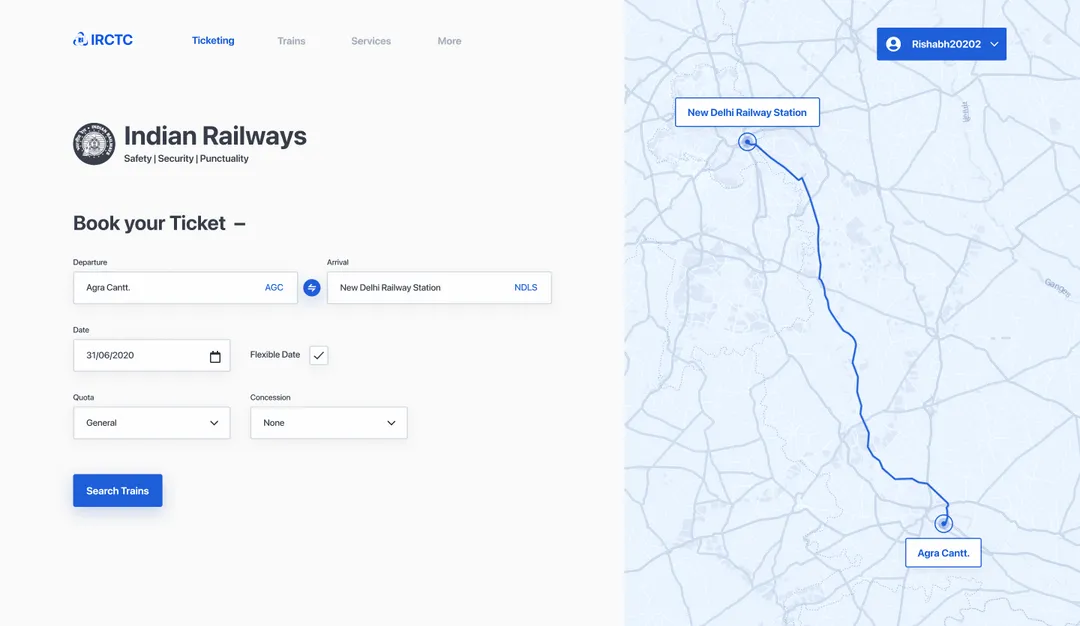 IRCTC
Ticketing
Trains
Services
More
Rishabh20202
Indian Railways
Safety | Security | Punctuality
Book your Ticket –
Departure
Agra Cantt.
AGC
Arrival
New Delhi Railway Station
NDLS
Date
31/06/2020
Flexible Date
Quota
General
Concession
None
Search Trains
New Delhi Railway Station
Ganges
Agra Cantt.